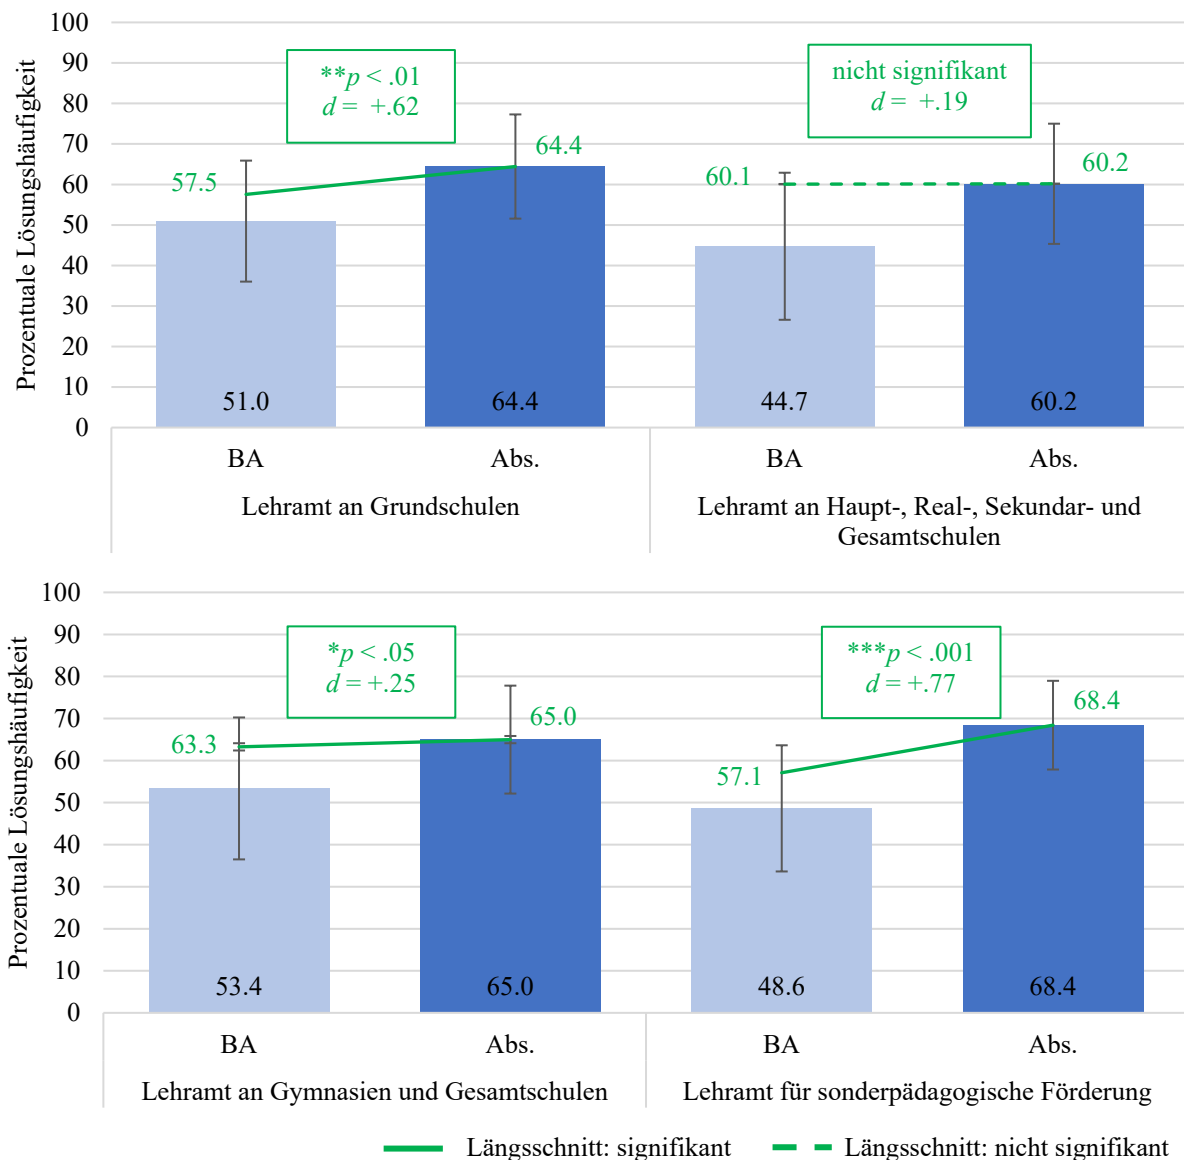 Prozentuale Lösungshäufigkeit
100
90
80
70
60
50
40
30
20
10
0
**p < .01
d = +.62
57.5
64.4
51.0
64.4
nicht signifikant
d = +.19
60.1
60.2
44.7
60.2
BA
Abs.
BA
Abs.
Lehramt an Grundschulen
Lehramt an Haupt-, Real-, Sekundar- und
Gesamtschulen
Prozentuale Lösungshäufigkeit
100
90
80
70
60
50
40
30
20
10
0
*p < .05
d = +.25
63.3
65.0
53.4
65.0
***p < .001
d = +.77
57.1
68.4
48.6
68.4
BA
Abs.
BA
Abs.
Lehramt an Gymnasien und Gesamtschulen
Lehramt für sonderpädagogische Förderung
Längsschnitt: signifikant
Längsschnitt: nicht signifikant